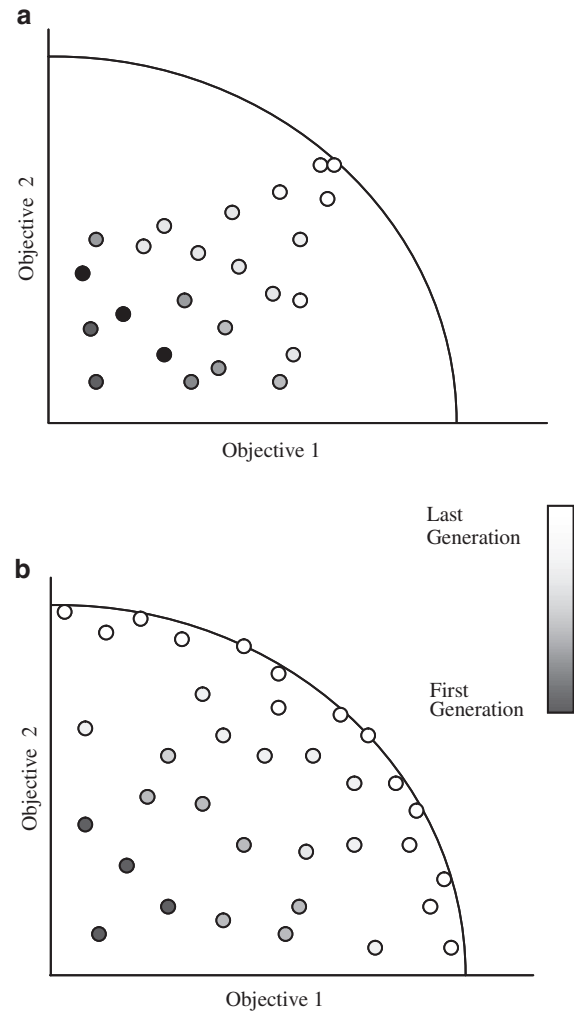 a
Objective 2
Objective 1
Last
Generation
First
Generation
b
Objective 2
Objective 1